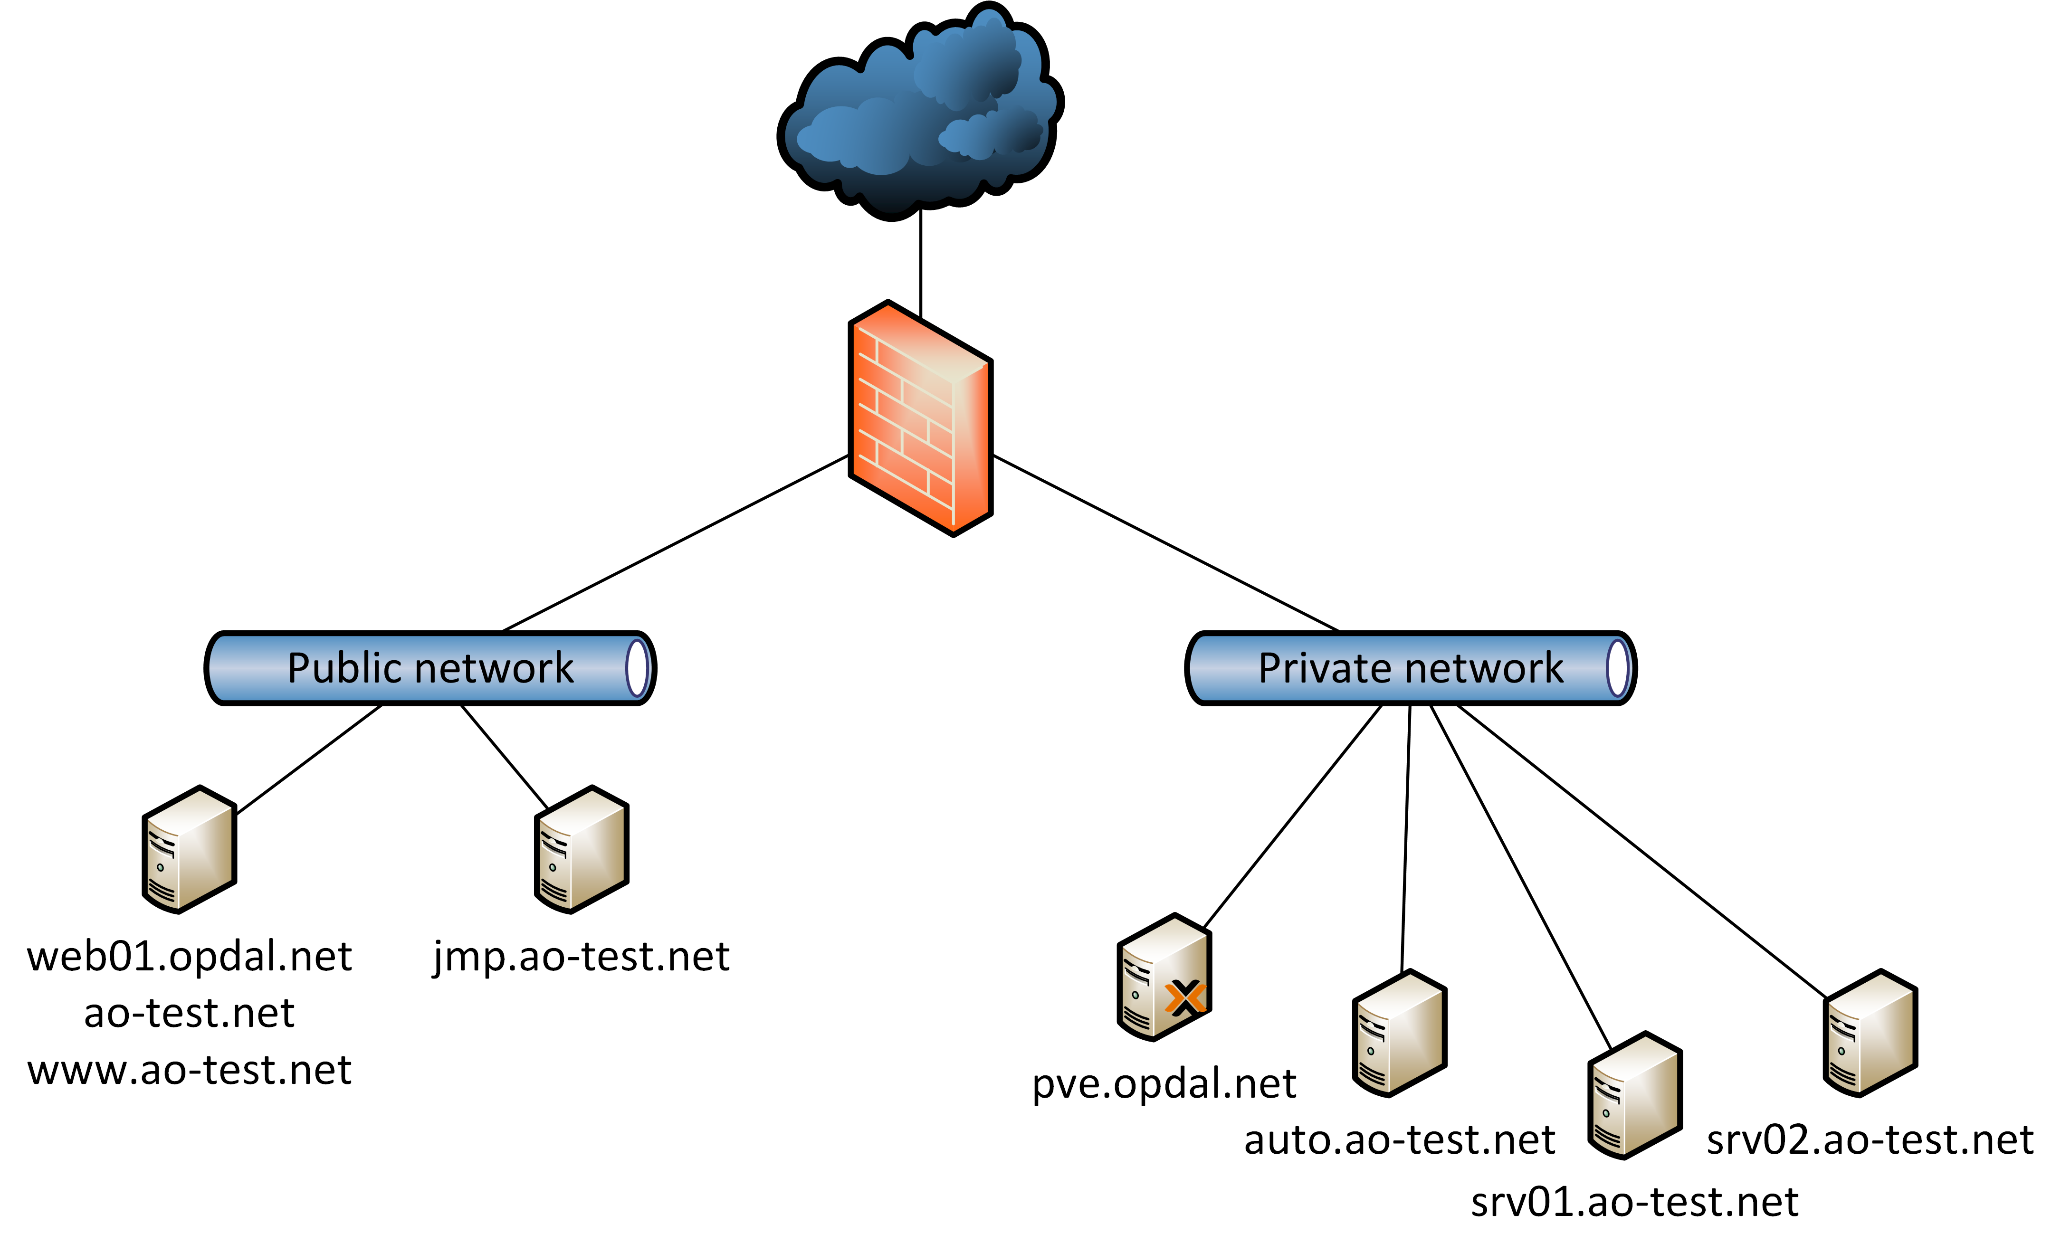 Public network
Private network
web01.opdal.net
ao-test.net
www.ao-test.net
jmp.ao-test.net
pve.opdal.net
auto.ao-test.net
srv01.ao-test.net
srv02.ao-test.net